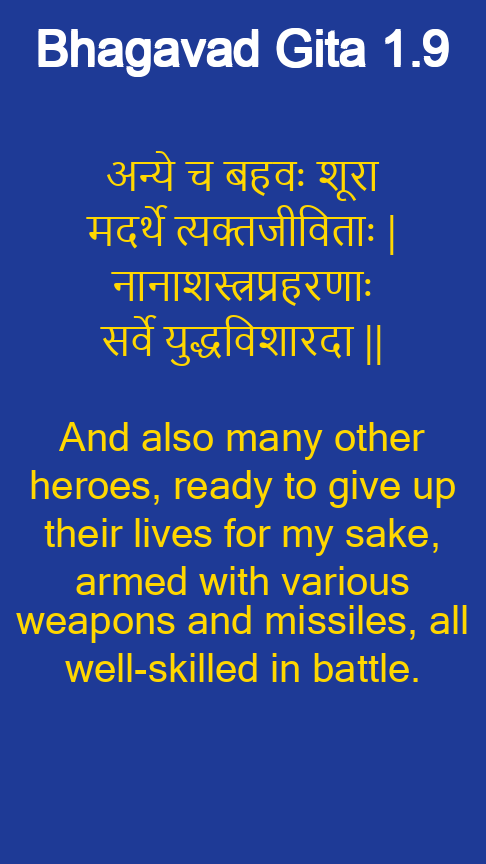 Bhagavad Gita 1.9
अन्ये च बहवः शूरा
मदर्थे त्यक्तजीविताः |
नानाशस्त्रप्रहरणाः
सर्वे युद्धविशारदा ||
And also many other
heroes, ready to give up
their lives for my sake,
armed with various
weapons and missiles, all
well-skilled in battle.